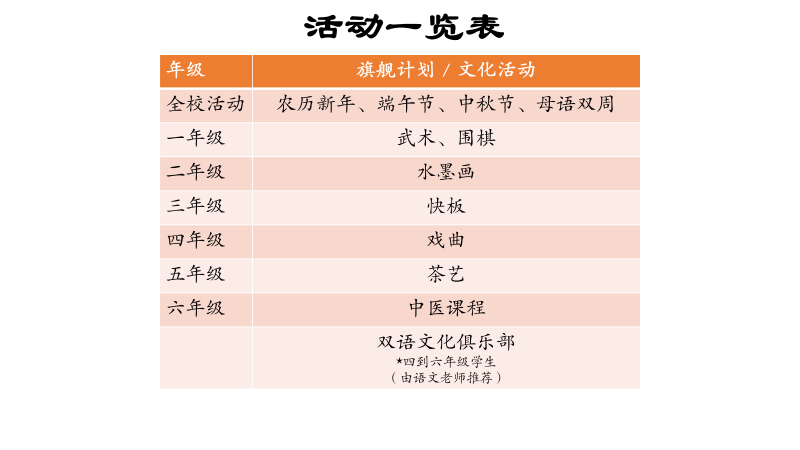 活动一览表
年级 旗舰计划 / 文化活动
全校活动 农历新年、端午节、中秋节、母语双周
一年级 武术、围棋
二年级 水墨画
三年级 快板
四年级 戏曲
五年级 茶艺
六年级 中医课程
双语文化俱乐部
*四到六年级学生
（由语文老师推荐）